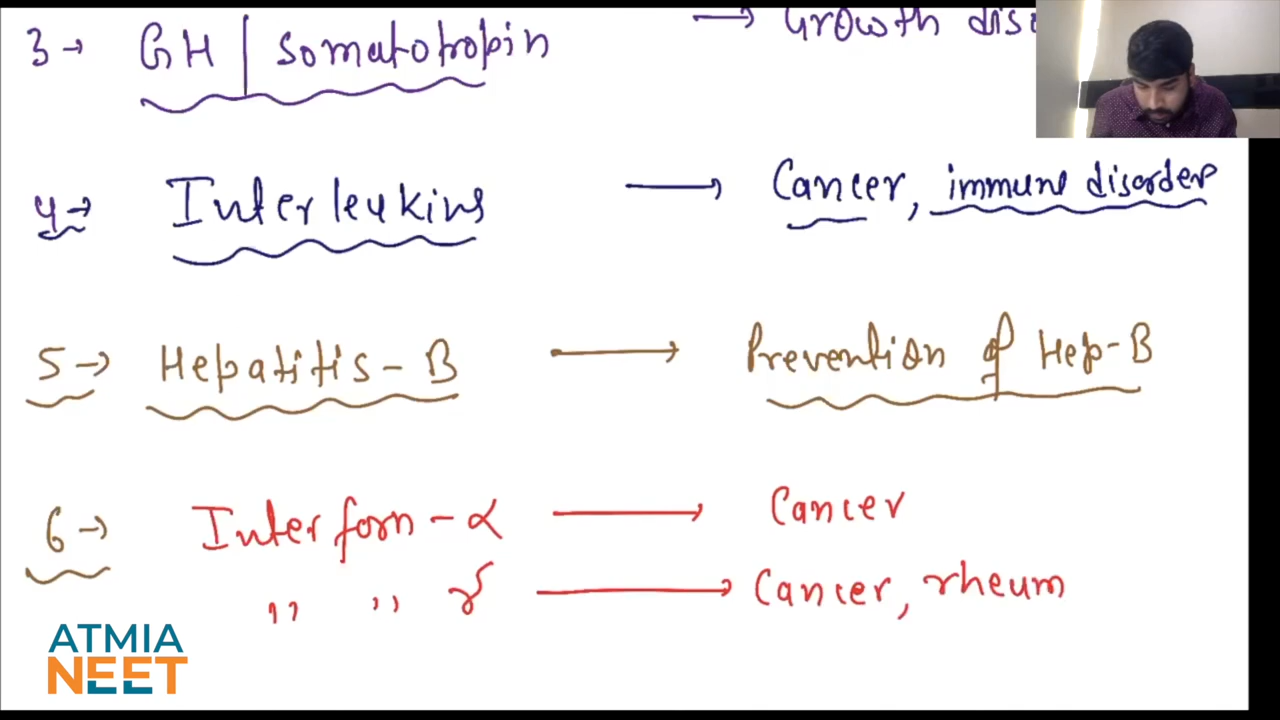 3→ GH | Somatotropin → Growth
4→ Interleukins → Cancer, immune disorder
5→ Hepatitis-B → Prevention of Hep-B
6→ Interforn-α → Cancer
,, ,, γ → Cancer, rheum
ATMIA
NEET